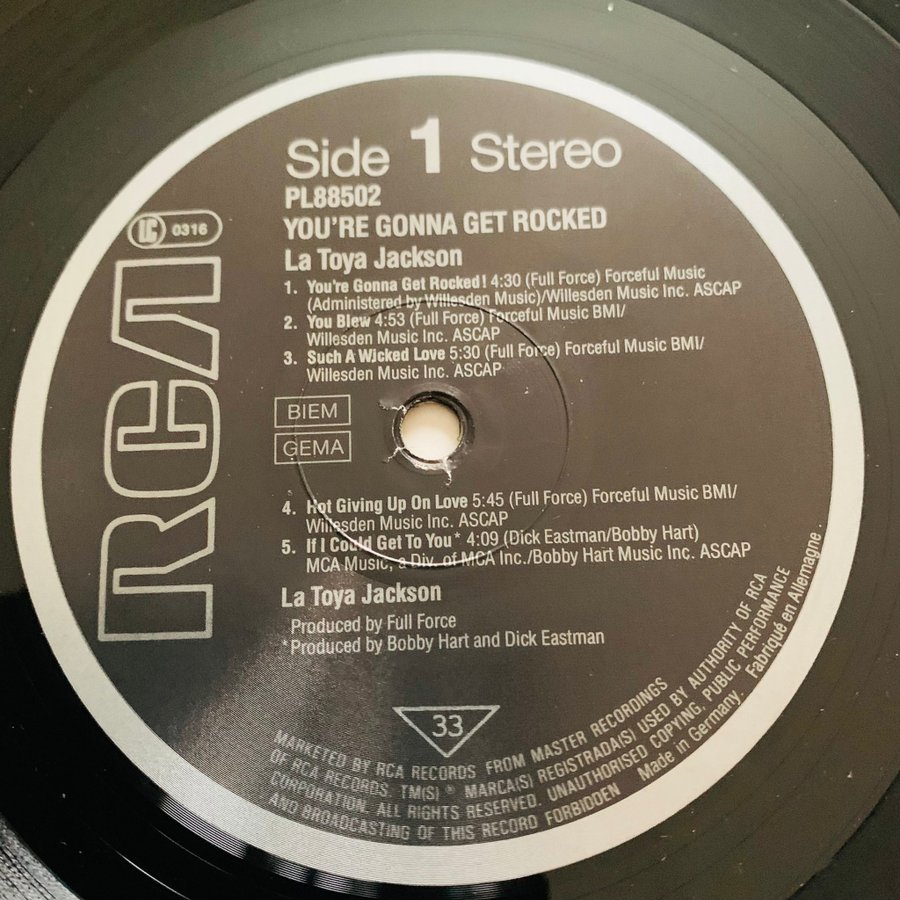 Side 1 Stereo
PL88502
YOU'RE GONNA GET ROCKED
La Toya Jackson
LC 0316
RCA
1. You're Gonna Get Rocked! 4:30 (Full Force) Forceful Music
(Administered by Willesden Music)/Willesden Music Inc. ASCAP
2. You Blew 4:53 (Full Force) Forceful Music BMI/
Willesden Music Inc. ASCAP
3. Such A Wicked Love 5:30 (Full Force) Forceful Music BMI/
Willesden Music Inc. ASCAP
BIEM
GEMA
4. Not Giving Up On Love 5:45 (Full Force) Forceful Music BMI/
Willesden Music Inc. ASCAP
5. If I Could Get To You* 4:09 (Dick Eastman/Bobby Hart)
MCA Music, a Div. of MCA Inc./Bobby Hart Music Inc. ASCAP
La Toya Jackson
Produced by Full Force
*Produced by Bobby Hart and Dick Eastman
33
MARKETED BY RCA RECORDS FROM MASTER RECORDINGS
OF RCA RECORDS. TM(S) ® MARCA(S) REGISTRADA(S) USED BY AUTHORITY OF RCA
CORPORATION. ALL RIGHTS RESERVED. UNAUTHORISED COPYING, PUBLIC PERFORMANCE
AND BROADCASTING OF THIS RECORD FORBIDDEN Made in Germany. Fabriqué en Allemagne.